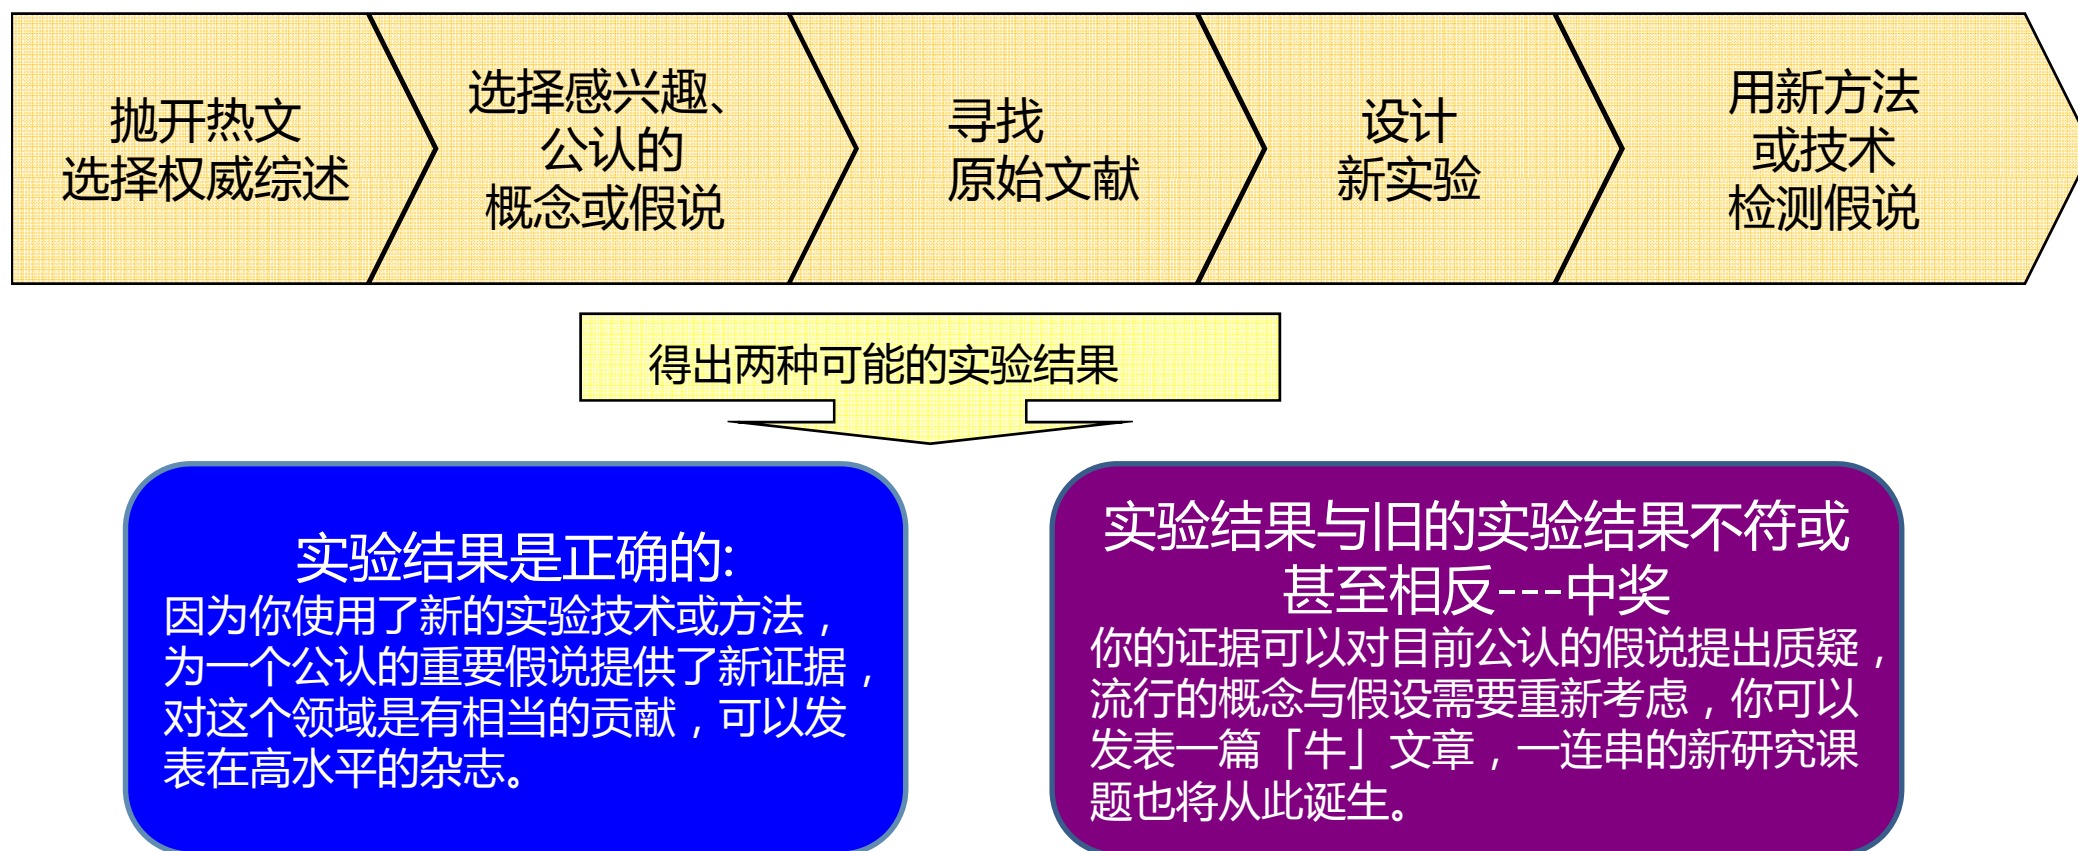 抛开热文
选择权威综述
选择感兴趣、
公认的
概念或假说
寻找
原始文献
设计
新实验
用新方法
或技术
检测假说
得出两种可能的实验结果
实验结果是正确的:
因为你使用了新的实验技术或方法，
为一个公认的重要假说提供了新证据，
对这个领域是有相当的贡献，可以发
表在高水平的杂志。
实验结果与旧的实验结果不符或
甚至相反---中奖
你的证据可以对目前公认的假说提出质疑，
流行的概念与假设需要重新考虑，你可以
发表一篇「牛」文章，一连串的新研究课
题也将从此诞生。